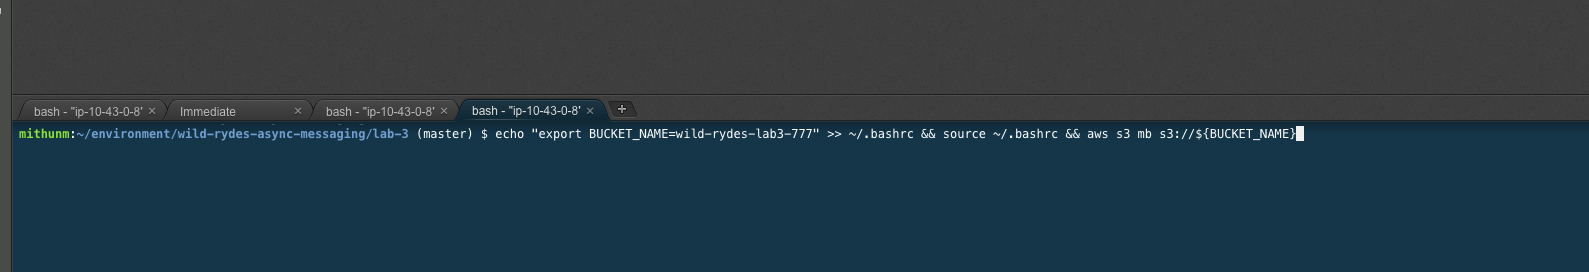 bash - "ip-10-43-0-8' × Immediate × bash - "ip-10-43-0-8' × bash - "ip-10-43-0-8' × +
mithunm:~/environment/wild-rydes-async-messaging/lab-3 (master) $ echo "export BUCKET_NAME=wild-rydes-lab3-777" >> ~/.bashrc && source ~/.bashrc && aws s3 mb s3://${BUCKET_NAME}